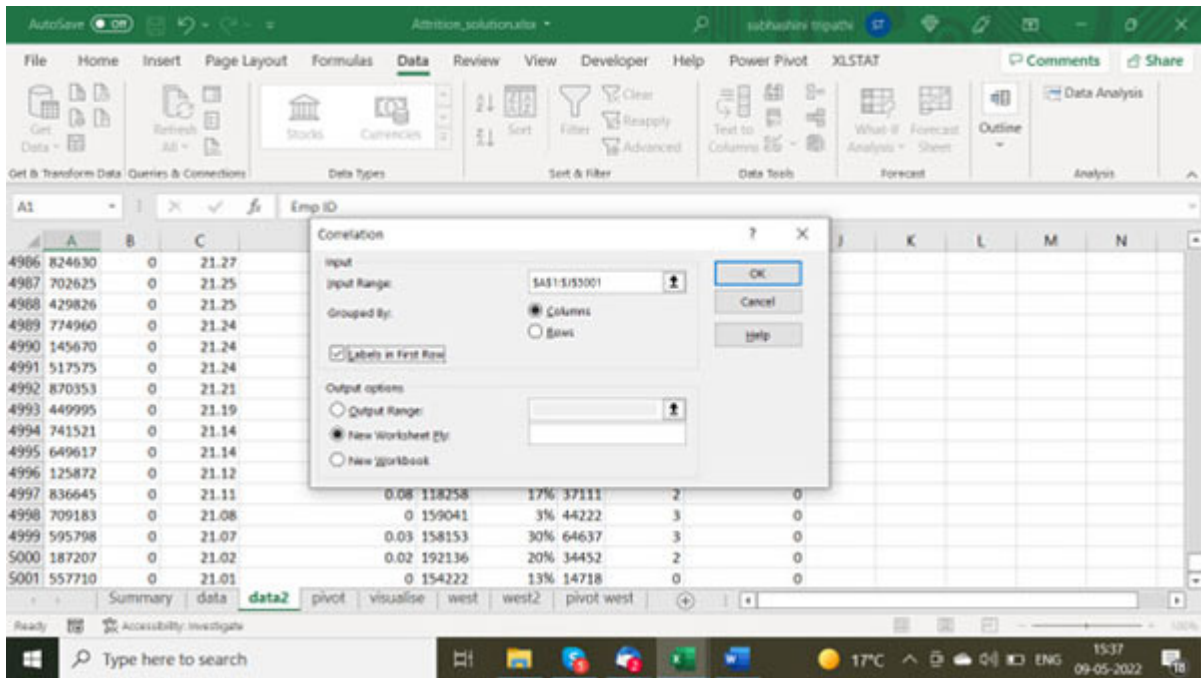 AutoSave Off Attrition_solution.xlsx subhashini tripathi ST
File Home Insert Page Layout Formulas Data Review View Developer Help Power Pivot XLSTAT Comments Share
Get Data Refresh All Stocks Currencies Sort Filter Clear Reapply Advanced Text to Columns What-If Analysis Forecast Sheet Outline Data Analysis
Get & Transform Data Queries & Connections Data Types Sort & Filter Data Tools Forecast Analysis
A1 fx Emp ID
A B C J K L M N
Correlation ? ×
Input
Input Range: $A$1:$J$5001
Grouped By: Columns
Rows
Labels in First Row
Output options
Output Range:
New Worksheet Ply:
New Workbook
OK
Cancel
Help
4986 824630 0 21.27
4987 702625 0 21.25
4988 429826 0 21.25
4989 774960 0 21.24
4990 145670 0 21.24
4991 517575 0 21.24
4992 870353 0 21.21
4993 449995 0 21.19
4994 741521 0 21.14
4995 649617 0 21.14
4996 125872 0 21.12
4997 836645 0 21.11 0.08 118258 17% 37111 2 0
4998 709183 0 21.08 0 159041 3% 44222 3 0
4999 595798 0 21.07 0.03 158153 30% 64637 3 0
5000 187207 0 21.02 0.02 192136 20% 34452 2 0
5001 557710 0 21.01 0 154222 13% 14718 0 0
Summary data data2 pivot visualise west west2 pivot west
Ready Accessibility: Investigate 100%
Type here to search 17°C ENG 15:37
09-05-2022 18